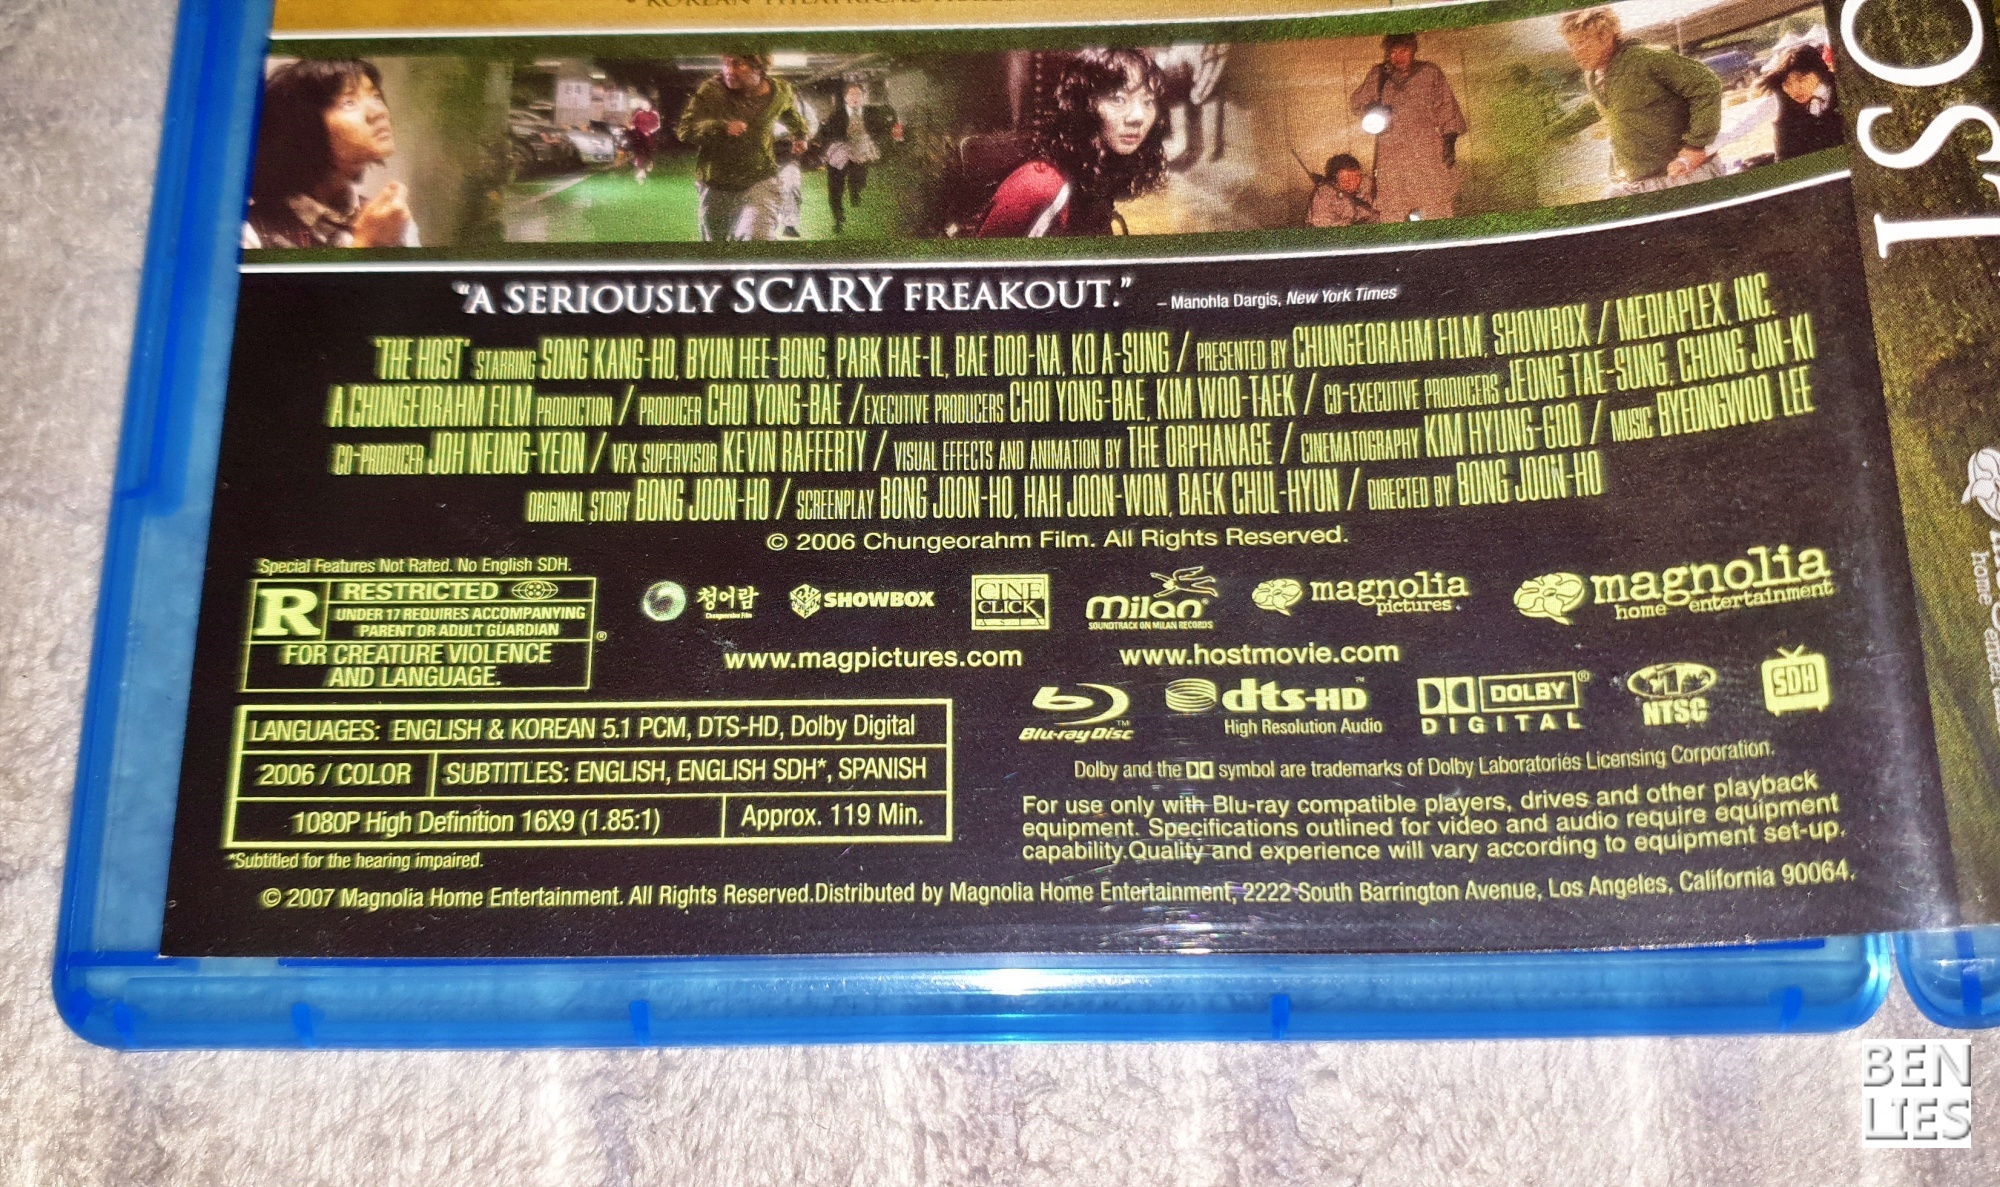 • KOREAN THEATRICAL
"A SERIOUSLY SCARY FREAKOUT." – Manohla Dargis, New York Times
"THE HOST" STARRING SONG KANG-HO, BYUN HEE-BONG, PARK HAE-IL, BAE DOO-NA, KO A-SUNG / PRESENTED BY CHUNGEORAHM FILM, SHOWBOX / MEDIAPLEX, INC.
A CHUNGEORAHM FILM PRODUCTION / PRODUCER CHOI YONG-BAE / EXECUTIVE PRODUCERS CHOI YONG-BAE, KIM WOO-TAEK / CO-EXECUTIVE PRODUCERS JEONG TAE-SUNG, CHUNG JIN-KI
CO-PRODUCER JOH NEUNG-YEON / VFX SUPERVISOR KEVIN RAFFERTY / VISUAL EFFECTS AND ANIMATION BY THE ORPHANAGE / CINEMATOGRAPHY KIM HYUNG-GOO / MUSIC BYEONGWOO LEE
ORIGINAL STORY BONG JOON-HO / SCREENPLAY BONG JOON-HO, HAH JOON-WON, BAEK CHUL-HYUN / DIRECTED BY BONG JOON-HO
© 2006 Chungeorahm Film. All Rights Reserved.
Special Features Not Rated. No English SDH.
R RESTRICTED
UNDER 17 REQUIRES ACCOMPANYING
PARENT OR ADULT GUARDIAN
®
FOR CREATURE VIOLENCE
AND LANGUAGE.
청어람
Chungeorahm Film
SHOWBOX
CINE
CLICK
ASIA
milan
SOUNDTRACK ON MILAN RECORDS
magnolia
pictures
magnolia
home entertainment
www.magpictures.com
www.hostmovie.com
LANGUAGES: ENGLISH & KOREAN 5.1 PCM, DTS-HD, Dolby Digital
2006 / COLOR SUBTITLES: ENGLISH, ENGLISH SDH*, SPANISH
1080P High Definition 16X9 (1.85:1) Approx. 119 Min.
*Subtitled for the hearing impaired.
Blu-ray Disc™
dts-HD™
High Resolution Audio
DOLBY®
DIGITAL
NTSC
SDH
Dolby and the symbol are trademarks of Dolby Laboratories Licensing Corporation.
For use only with Blu-ray compatible players, drives and other playback
equipment. Specifications outlined for video and audio require equipment
capability.Quality and experience will vary according to equipment set-up.
© 2007 Magnolia Home Entertainment. All Rights Reserved.Distributed by Magnolia Home Entertainment, 2222 South Barrington Avenue, Los Angeles, California 90064.
OST
home
BEN
LIES